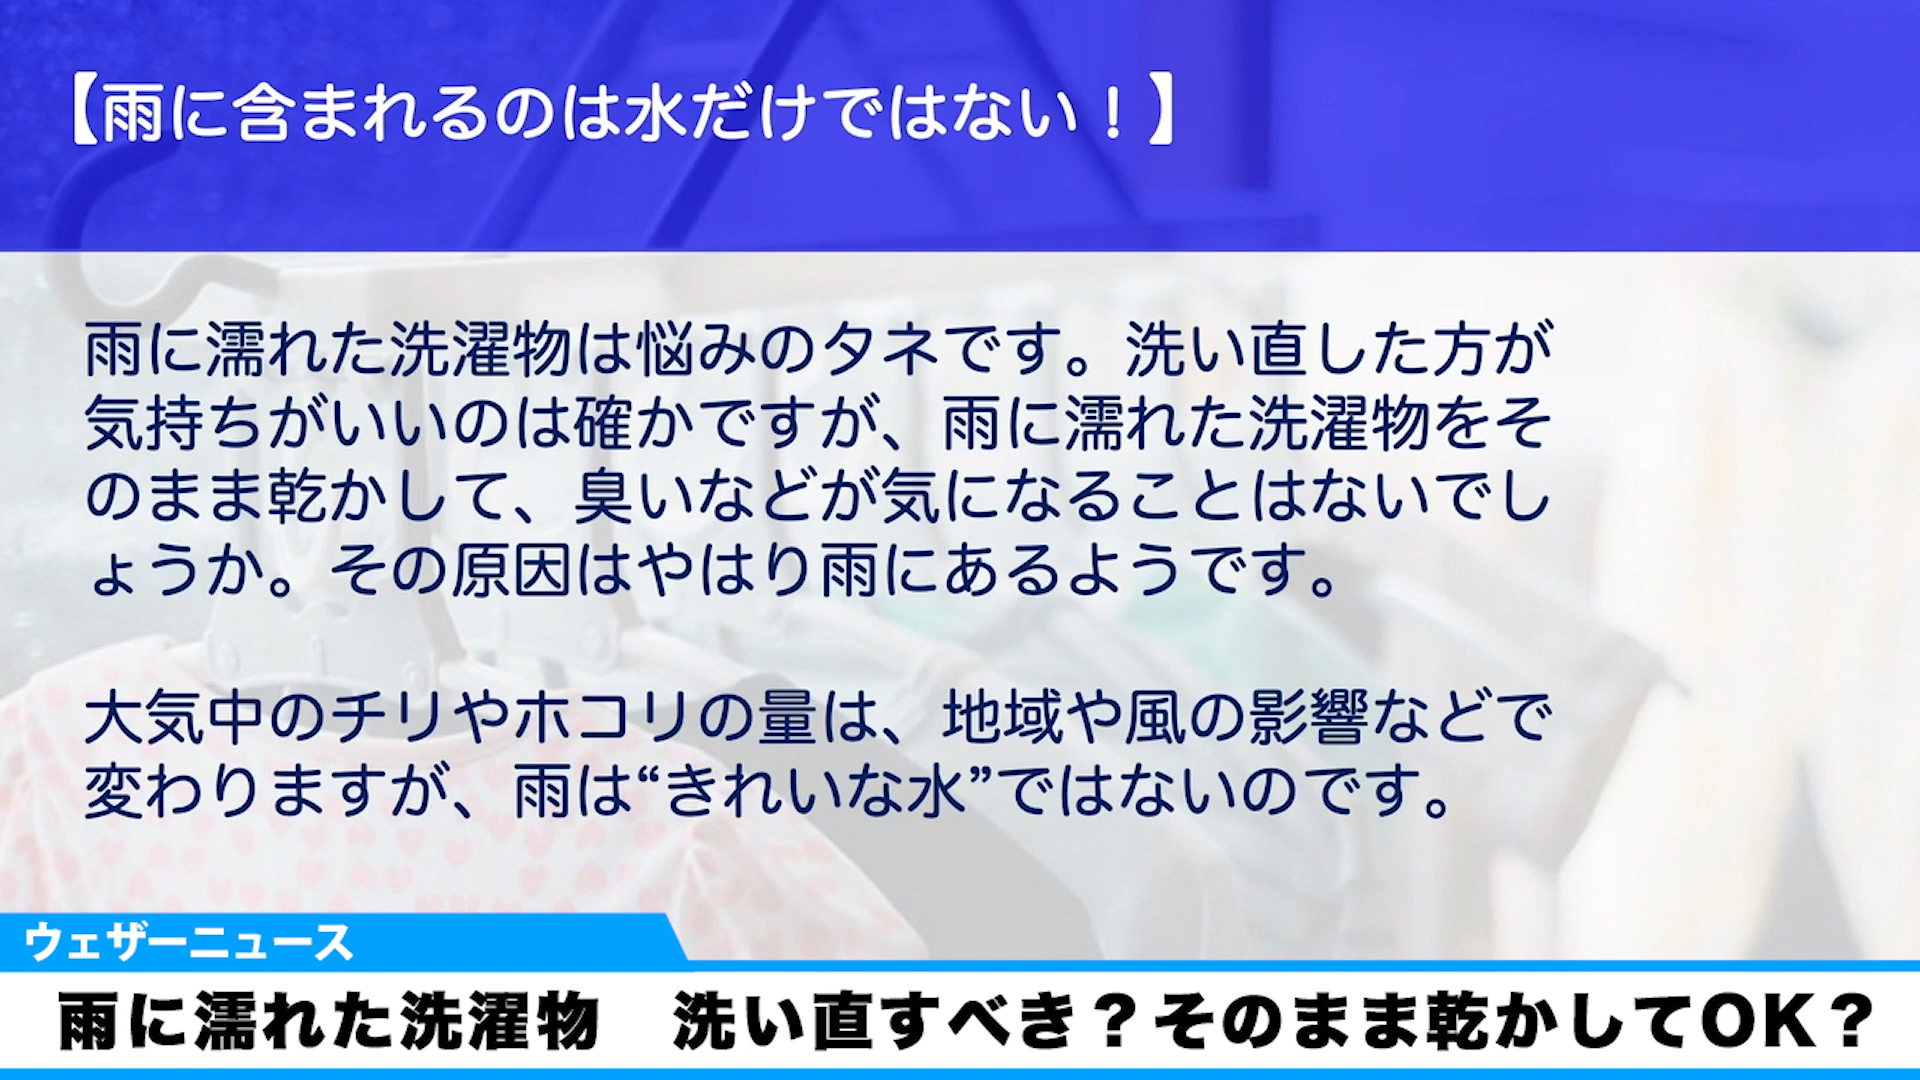 【雨に含まれるのは水だけではない！】
雨に濡れた洗濯物は悩みのタネです。洗い直した方が
気持ちがいいのは確かですが、雨に濡れた洗濯物をそ
のまま乾かして、臭いなどが気になることはないでし
ょうか。その原因はやはり雨にあるようです。
大気中のチリやホコリの量は、地域や風の影響などで
変わりますが、雨は“きれいな水”ではないのです。
ウェザーニュース
雨に濡れた洗濯物　洗い直すべき？そのまま乾かしてOK？